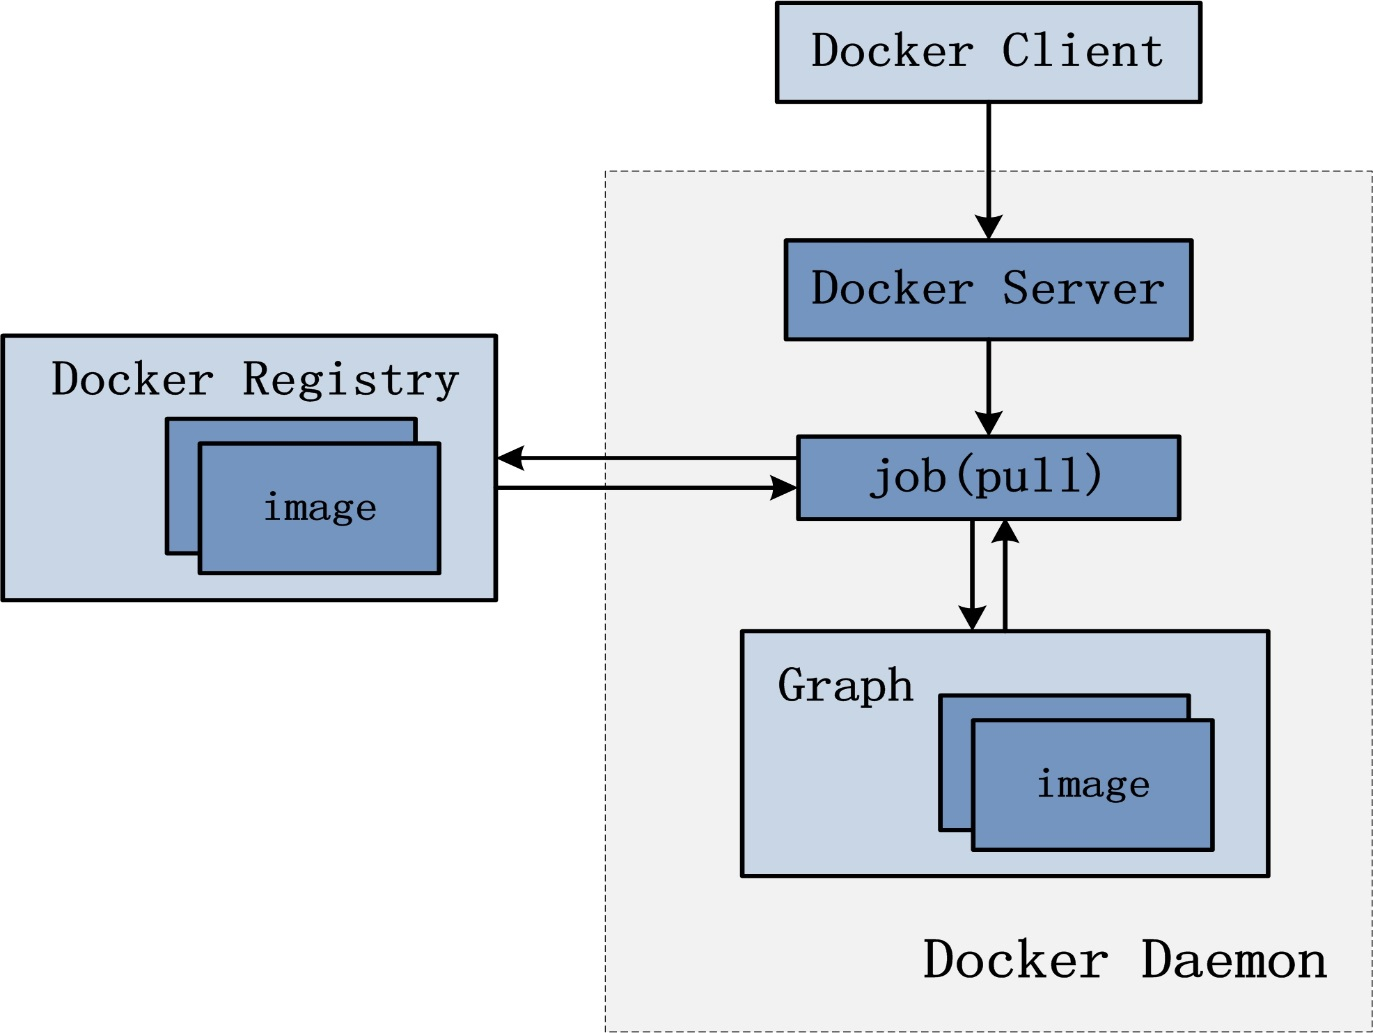 Docker Client
Docker Server
Docker Registry
image
job(pull)
Graph
image
Docker Daemon